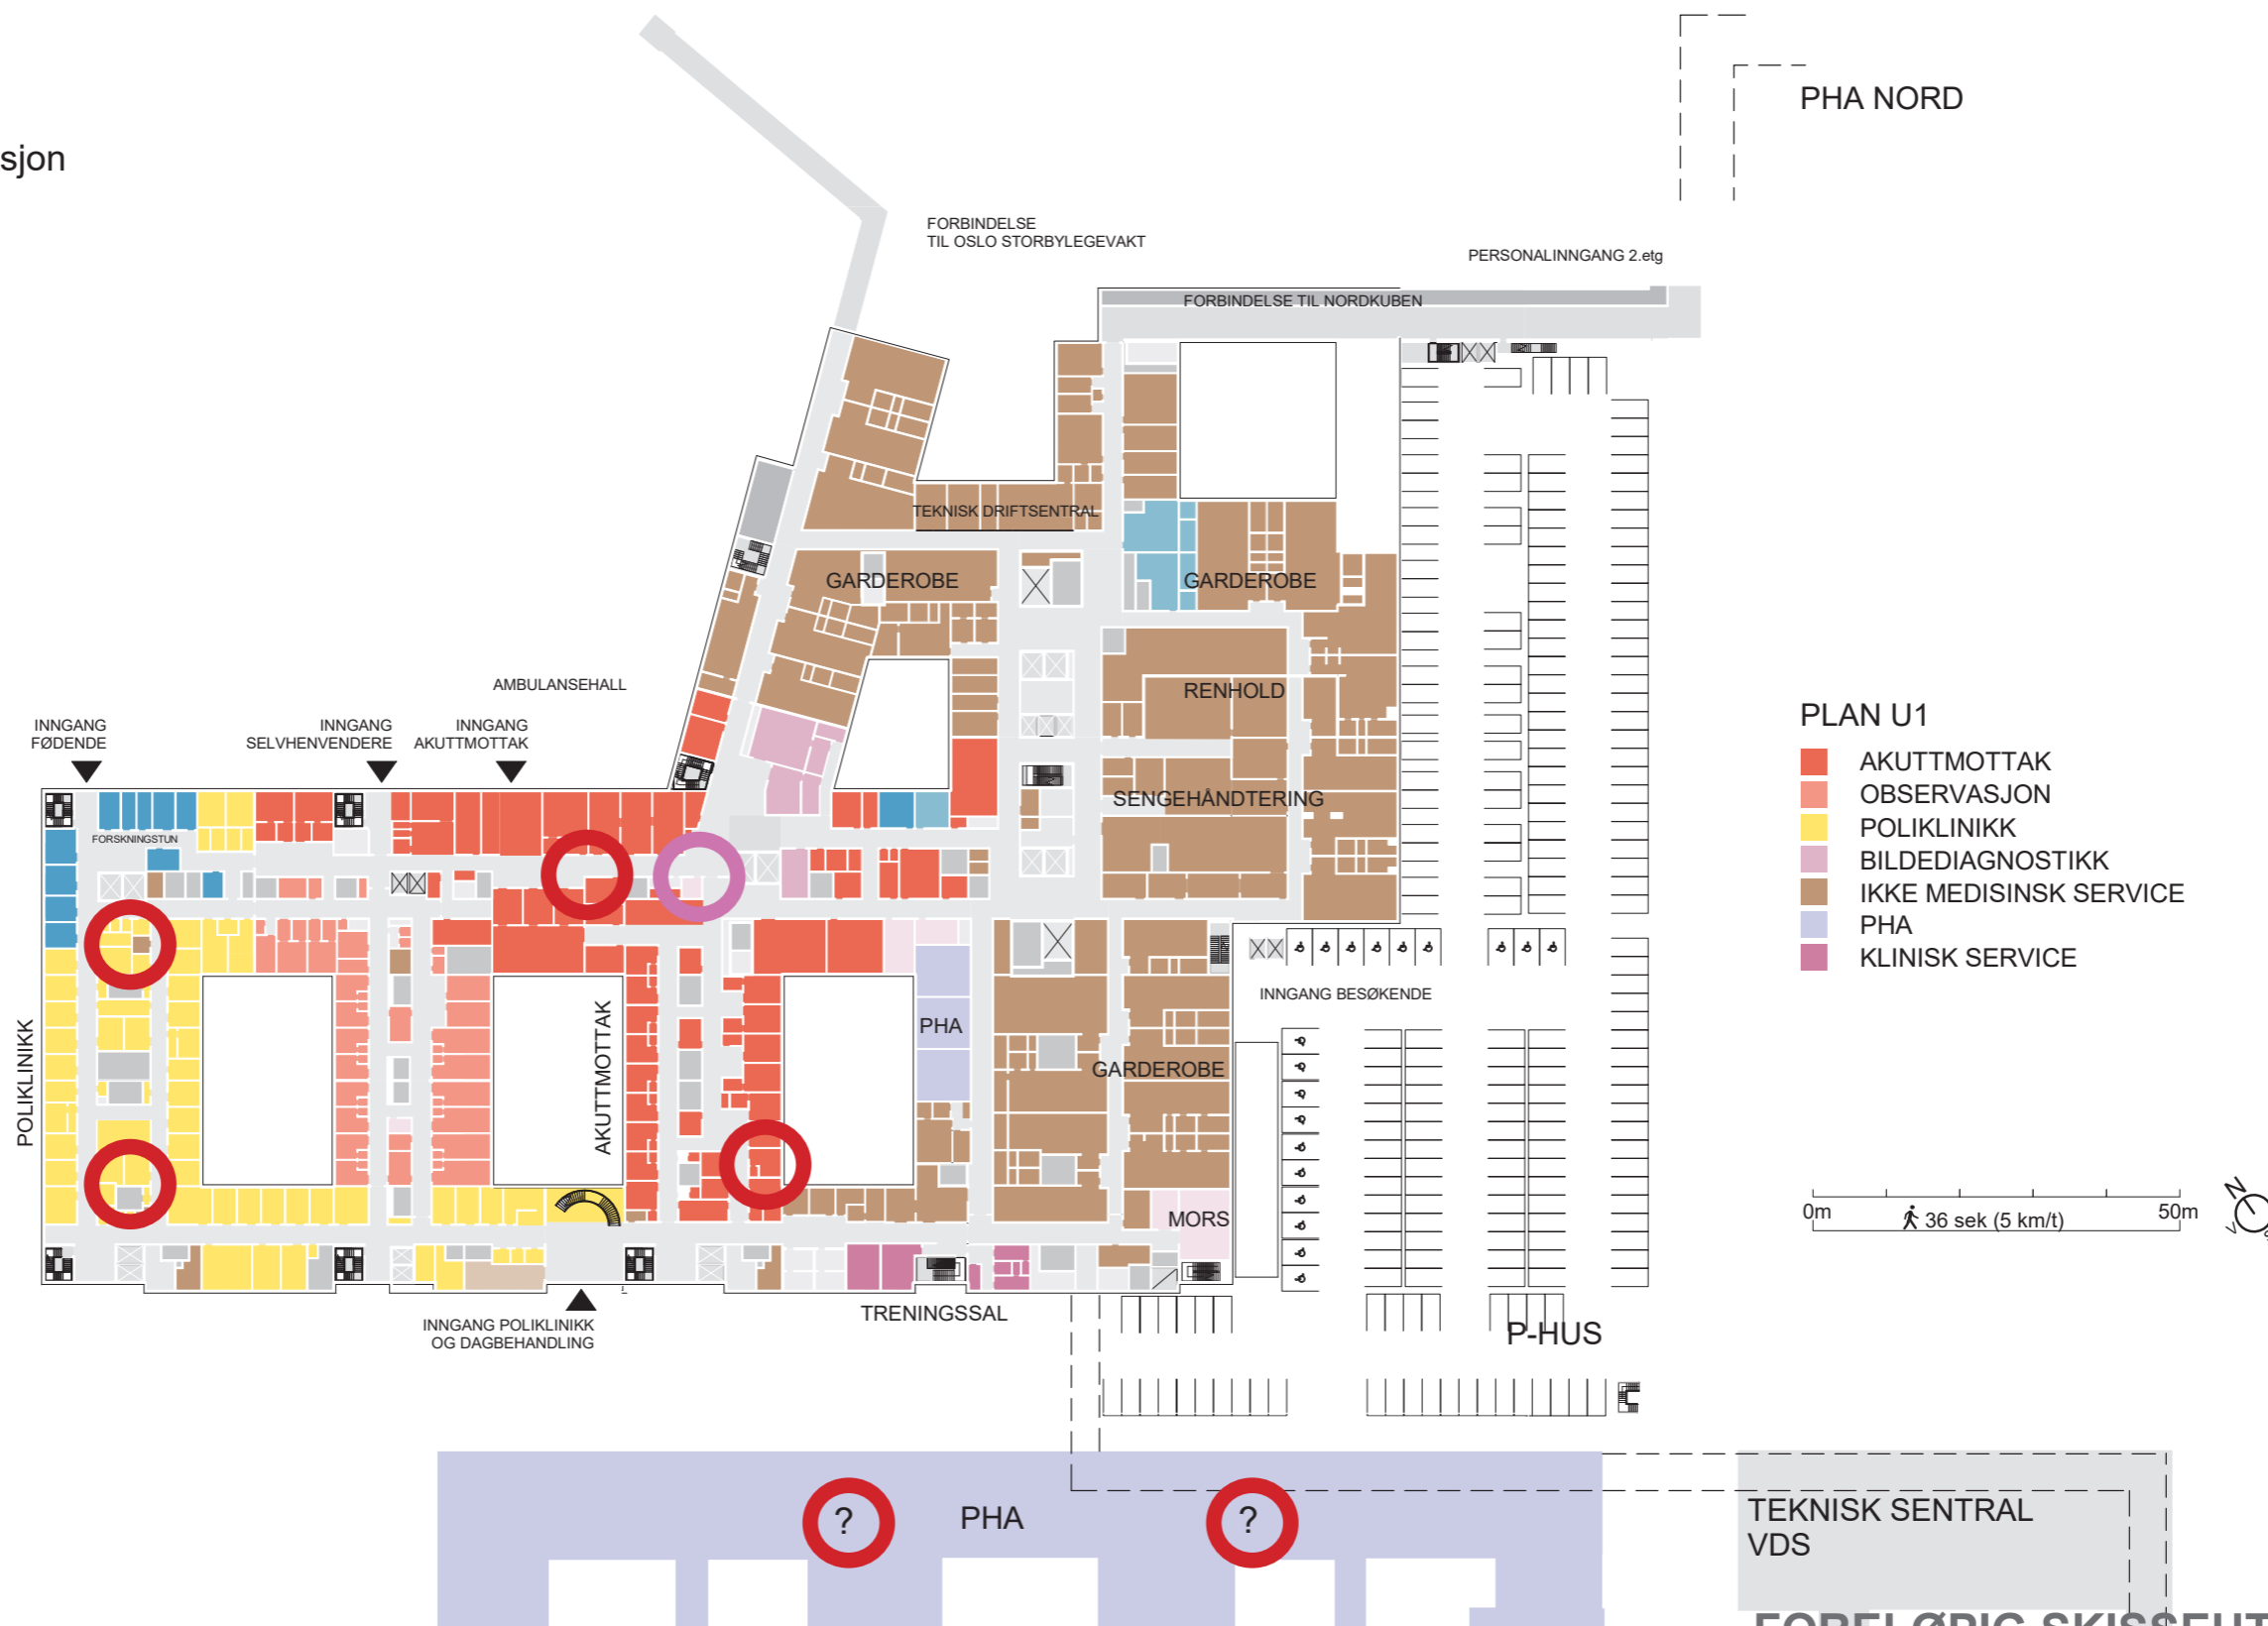 sjon
PHA NORD
FORBINDELSE
TIL OSLO STORBYLEGEVAKT
PERSONALINNGANG 2.etg
FORBINDELSE TIL NORDKUBEN
TEKNISK DRIFTSENTRAL
GARDEROBE
GARDEROBE
AMBULANSEHALL
RENHOLD
INNGANG
FØDENDE
INNGANG
SELVHENVENDERE
INNGANG
AKUTTMOTTAK
SENGEHÅNDTERING
FORSKNINGSTUN
PLAN U1
AKUTTMOTTAK
OBSERVASJON
POLIKLINIKK
BILDEDIAGNOSTIKK
IKKE MEDISINSK SERVICE
PHA
KLINISK SERVICE
INNGANG BESØKENDE
PHA
POLIKLINIKK
AKUTTMOTTAK
GARDEROBE
MORS
0m
36 sek (5 km/t)
50m
N
V
INNGANG POLIKLINIKK
OG DAGBEHANDLING
TRENINGSSAL
P-HUS
?
PHA
?
TEKNISK SENTRAL
VDS